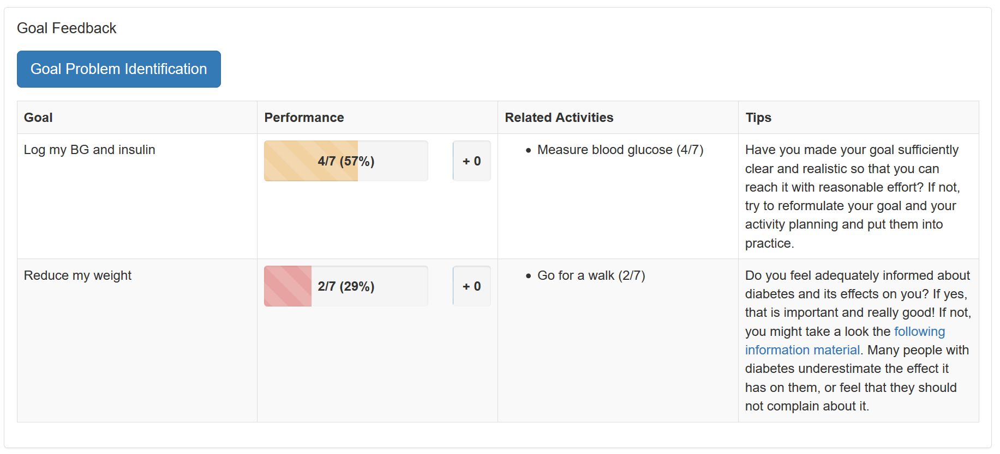 Goal Feedback
Goal Problem Identification
Goal
Performance
Related Activities
Tips
Log my BG and insulin
4/7 (57%)
+ 0
Measure blood glucose (4/7)
Have you made your goal sufficiently
clear and realistic so that you can
reach it with reasonable effort? If not,
try to reformulate your goal and your
activity planning and put them into
practice.
Reduce my weight
2/7 (29%)
+ 0
Go for a walk (2/7)
Do you feel adequately informed about
diabetes and its effects on you? If yes,
that is important and really good! If not,
you might take a look the following
information material. Many people with
diabetes underestimate the effect it
has on them, or feel that they should
not complain about it.